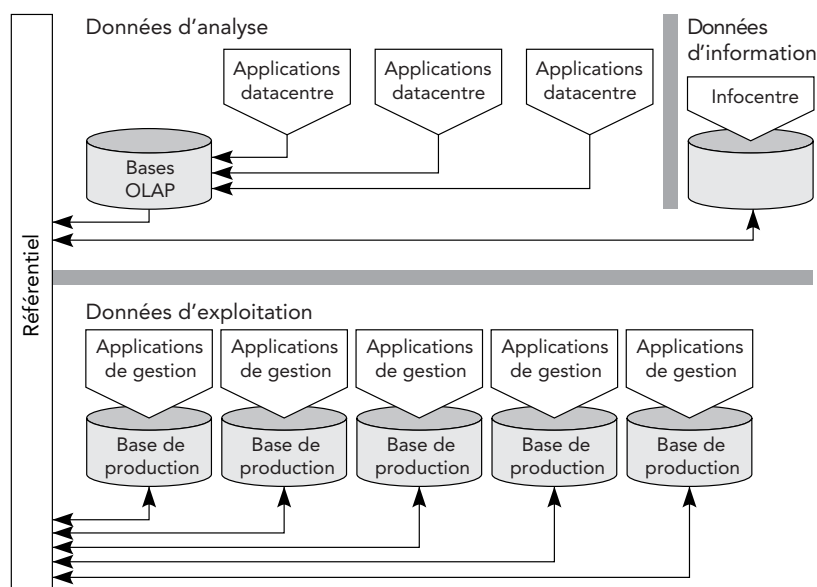 Données d'analyse
Données
d'information
Applications
datacentre
Applications
datacentre
Applications
datacentre
Infocentre
Bases
OLAP
Référentiel
Données d'exploitation
Applications
de gestion
Applications
de gestion
Applications
de gestion
Applications
de gestion
Applications
de gestion
Base de
production
Base de
production
Base de
production
Base de
production
Base de
production